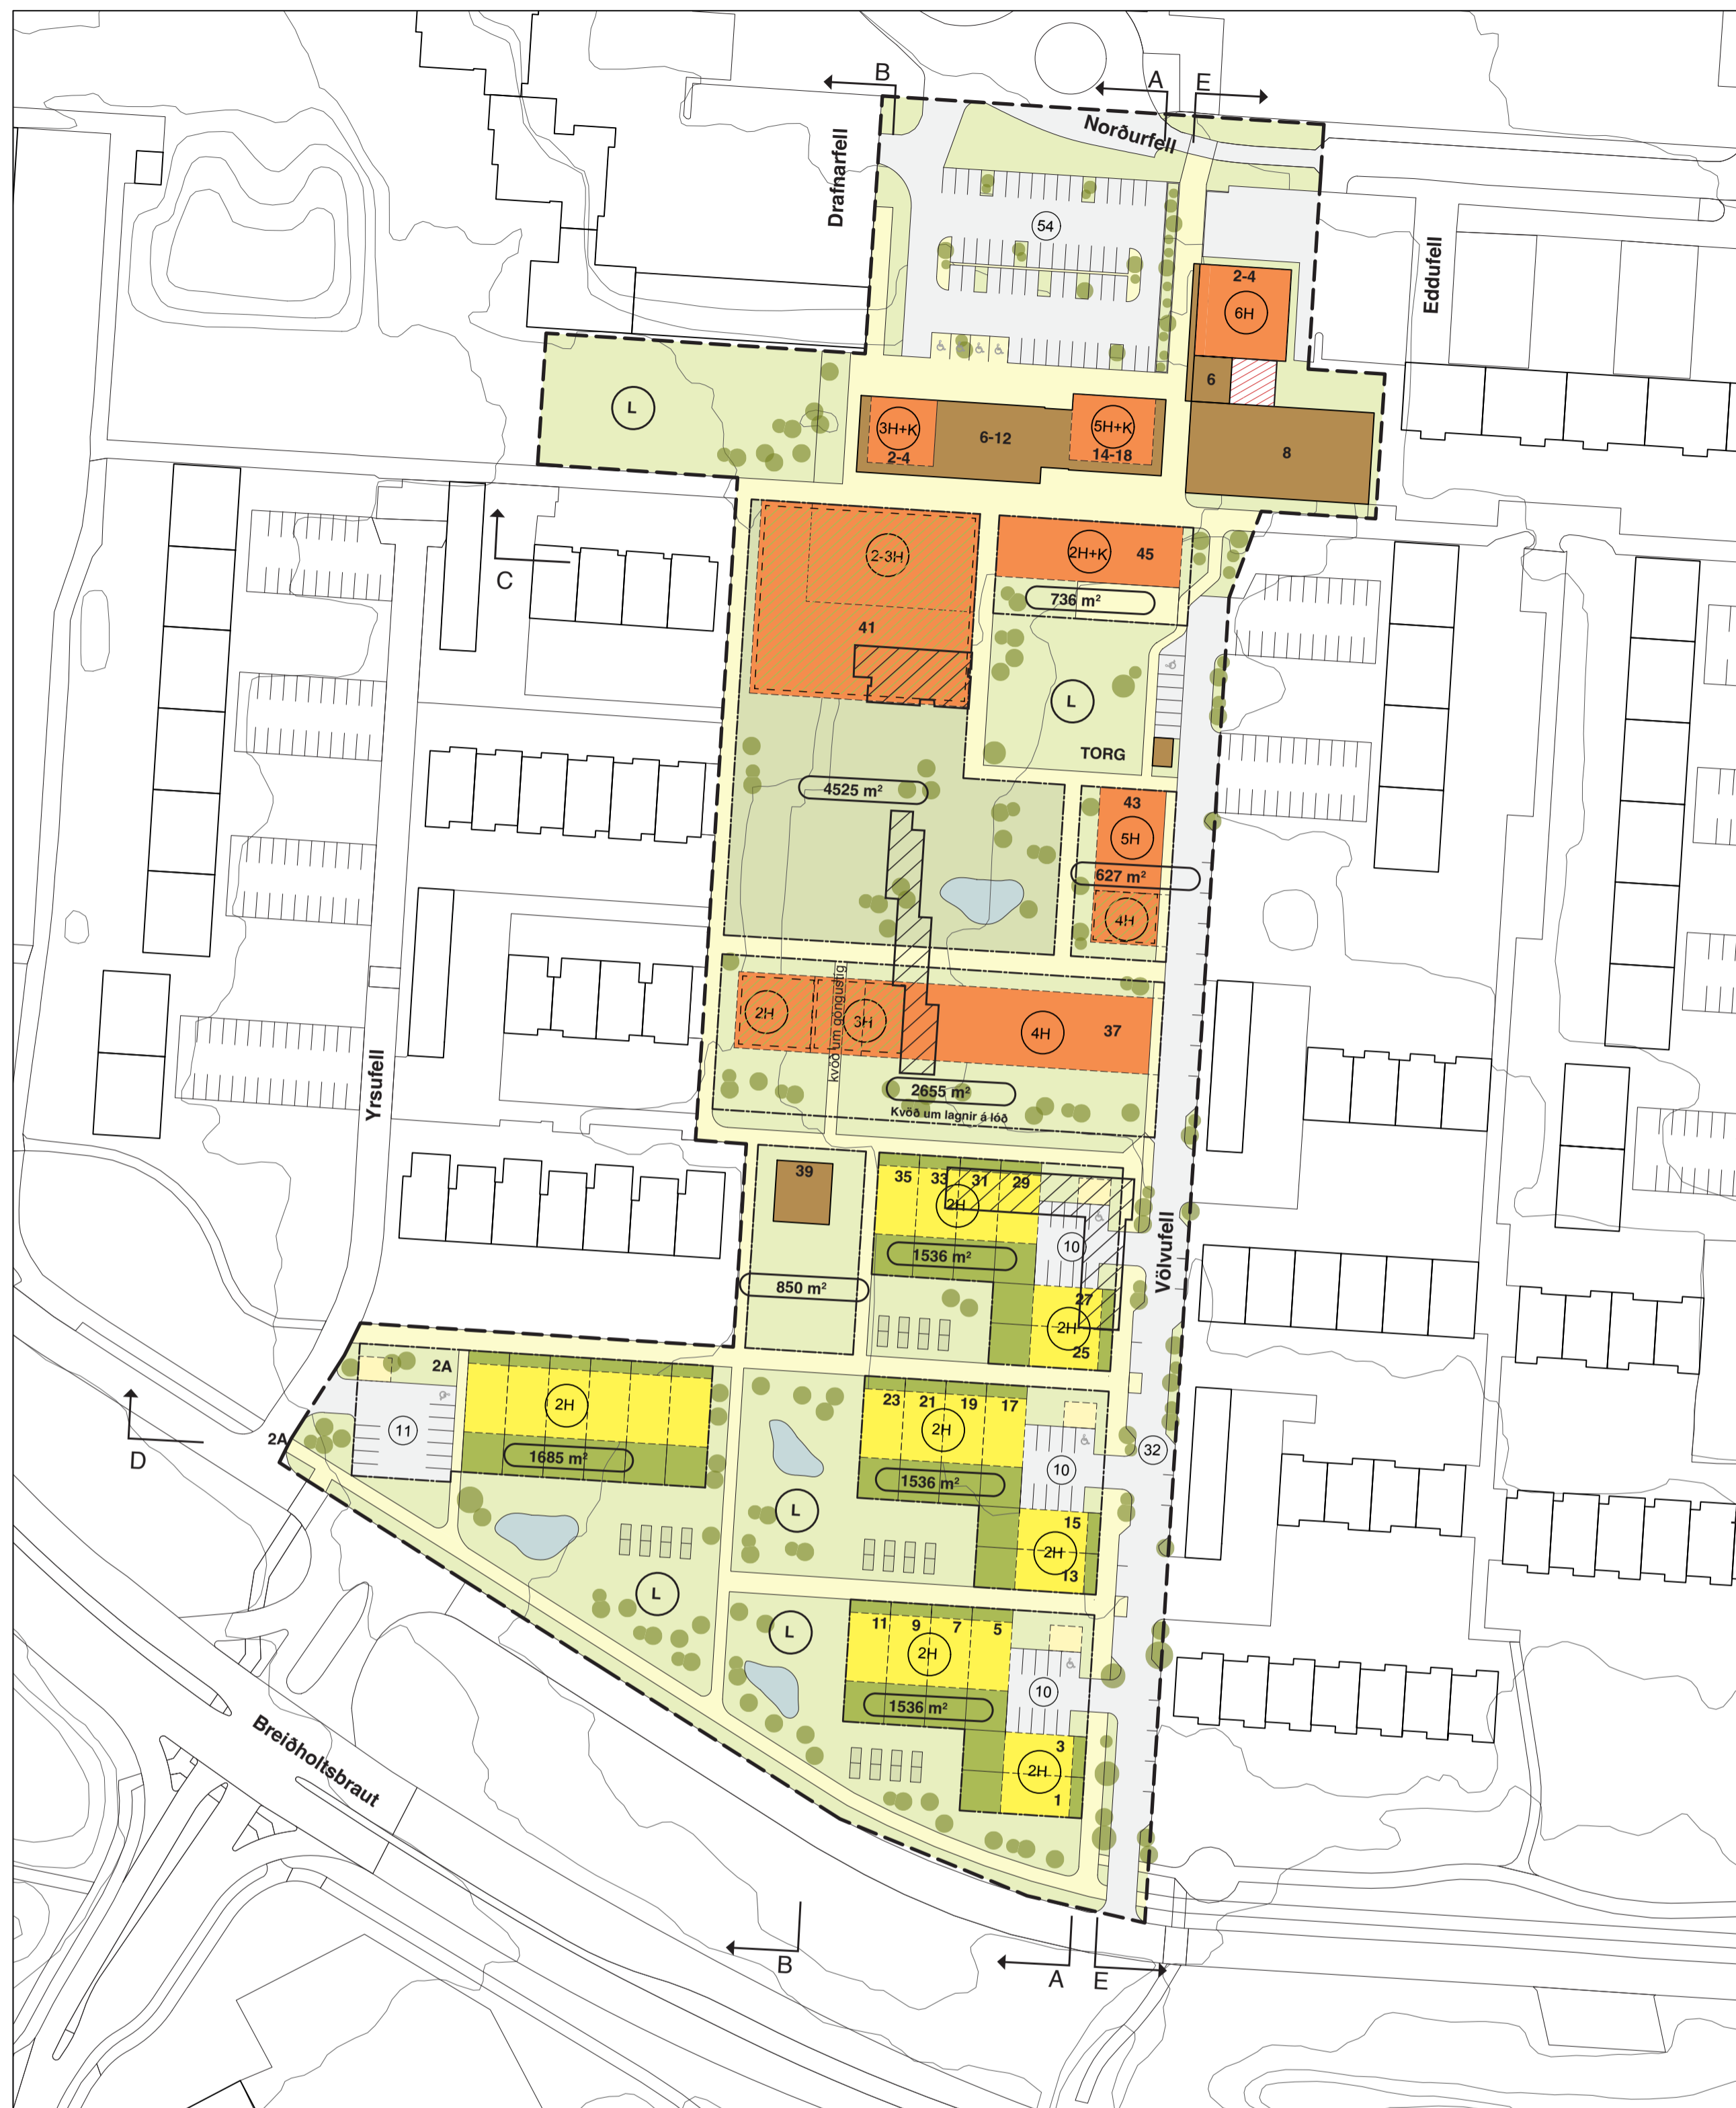 B
A
E
Norðurfell
Drafnarfell
54
Eddufell
2-4
6H
6
L
3H+K
2-4
6-12
5H+K
14-18
8
2-3H
2H+K
45
736 m²
C
41
L
TORG
4525 m²
43
5H
627 m²
4H
2H
3H
kvöð um göngustíg
4H
37
2655 m²
Kvöð um lagnir á lóð
Yrsufell
39
35
33
31
29
2H
10
1536 m²
Völvufell
850 m²
27
2H
25
2A
2H
11
1685 m²
2A
D
23
21
19
17
2H
32
10
1536 m²
L
15
2H
13
L
L
11
9
7
5
2H
10
1536 m²
3
2H
1
Breiðholtsbraut
B
A
E